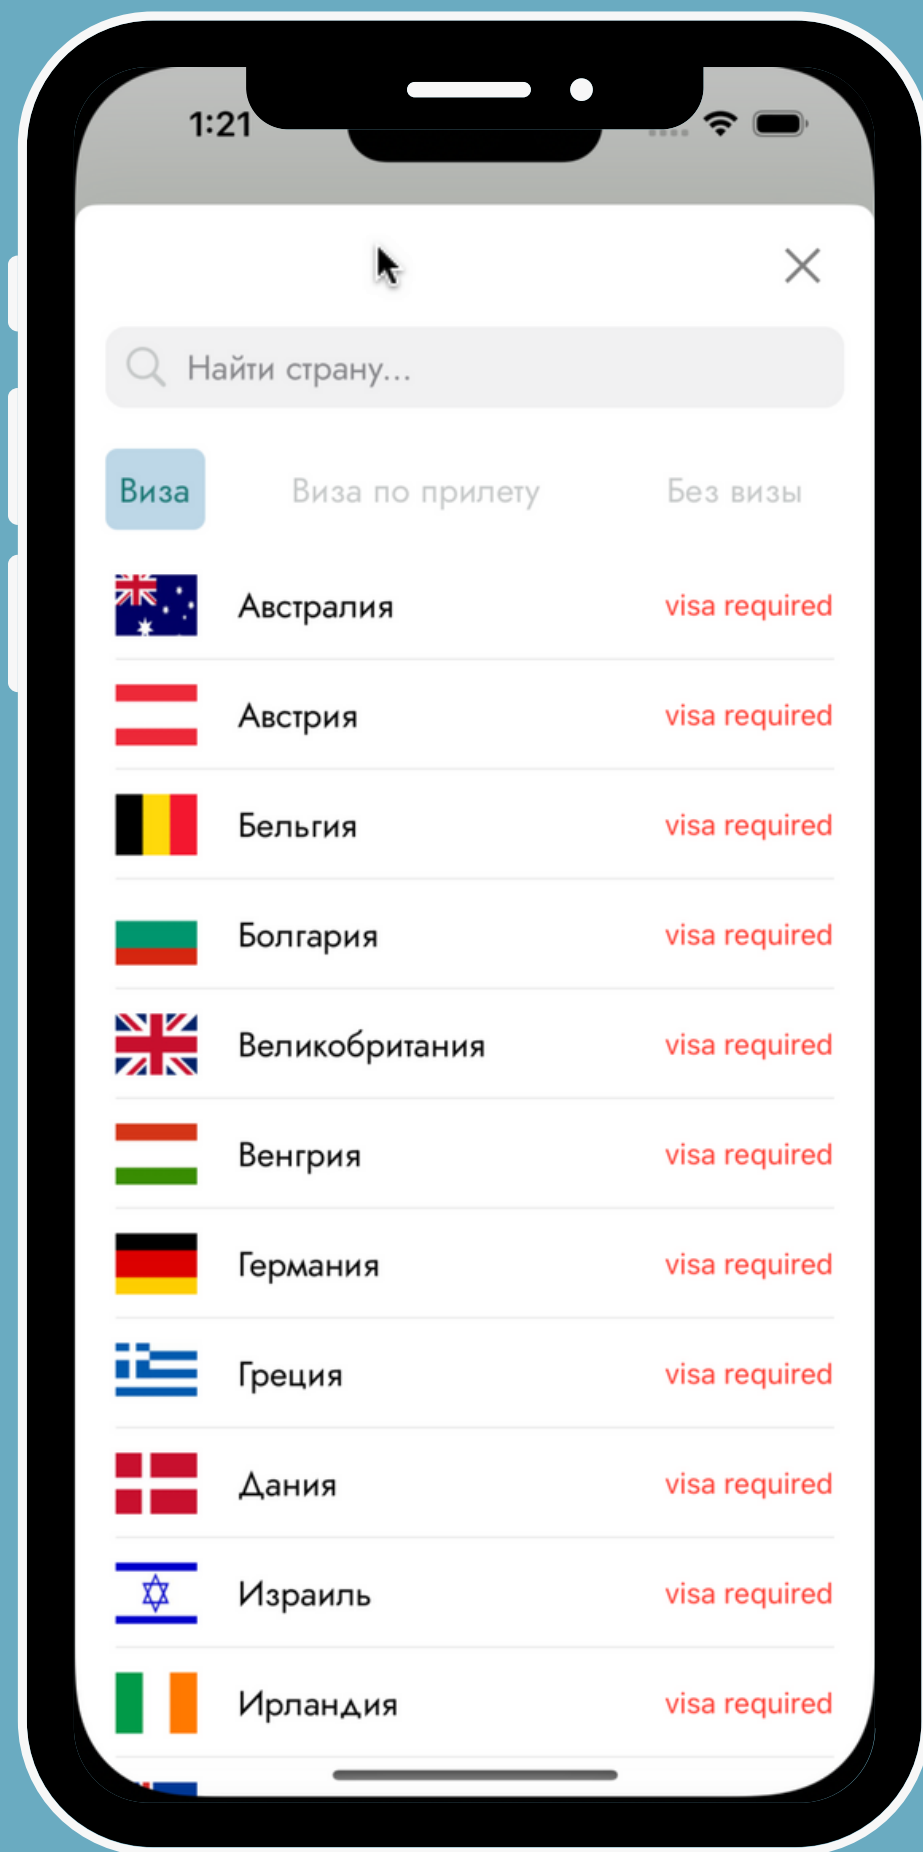 1:21
Найти страну...
Виза Виза по прилету Без визы
Австралия visa required
Австрия visa required
Бельгия visa required
Болгария visa required
Великобритания visa required
Венгрия visa required
Германия visa required
Греция visa required
Дания visa required
Израиль visa required
Ирландия visa required